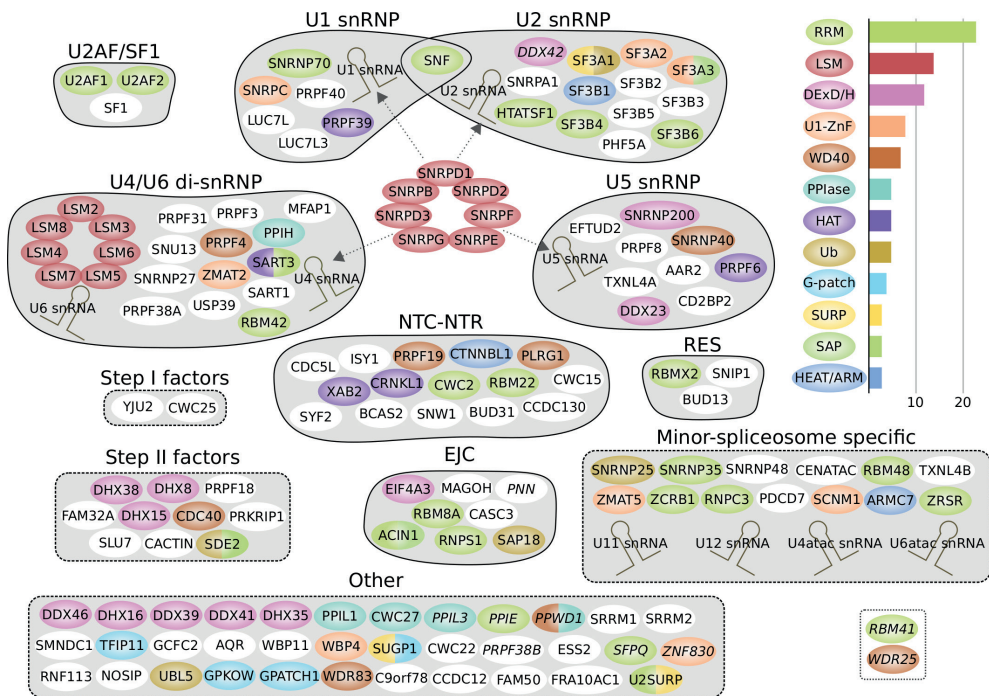 U2AF/SF1
U2AF1 U2AF2
SF1
U1 snRNP
SNRNP70
U1 snRNA
SNRPC
PRPF40
LUC7L
PRPF39
LUC7L3
SNF
U2 snRNP
U2 snRNA
DDX42
SF3A1
SF3A2
SF3A3
SNRPA1
SF3B1
SF3B2
SF3B3
HTATSF1
SF3B4
SF3B5
SF3B6
PHF5A
RRM
LSM
DExD/H
U1-ZnF
WD40
PPIase
HAT
Ub
G-patch
SURP
SAP
HEAT/ARM
10 20
SNRPD1
SNRPB SNRPD2
SNRPD3 SNRPF
SNRPG SNRPE
U4/U6 di-snRNP
LSM2
LSM8 LSM3
LSM4 LSM6
LSM7 LSM5
U6 snRNA
PRPF31
PRPF3
MFAP1
SNU13
PRPF4
PPIH
SART3
SNRNP27
ZMAT2
SART1
U4 snRNA
PRPF38A
USP39
RBM42
U5 snRNP
SNRNP200
EFTUD2
PRPF8
SNRNP40
U5 snRNA
AAR2
PRPF6
TXNL4A
DDX23
CD2BP2
NTC-NTR
CDC5L
ISY1
PRPF19
CTNNBL1
PLRG1
XAB2
CRNKL1
CWC2
RBM22
CWC15
SYF2
BCAS2
SNW1
BUD31
CCDC130
RES
RBMX2 SNIP1
BUD13
Step I factors
YJU2 CWC25
Step II factors
DHX38 DHX8 PRPF18
FAM32A DHX15 CDC40 PRKRIP1
SLU7 CACTIN SDE2
EJC
EIF4A3 MAGOH PNN
RBM8A CASC3
ACIN1 RNPS1 SAP18
Minor-spliceosome specific
SNRNP25 SNRNP35 SNRNP48 CENATAC RBM48 TXNL4B
ZMAT5 ZCRB1 RNPC3 PDCD7 SCNM1 ARMC7 ZRSR
U11 snRNA U12 snRNA U4atac snRNA U6atac snRNA
Other
DDX46 DHX16 DDX39 DDX41 DHX35 PPIL1 CWC27 PPIL3 PPIE PPWD1 SRRM1 SRRM2
SMNDC1 TFIP11 GCFC2 AQR WBP11 WBP4 SUGP1 CWC22 PRPF38B ESS2 SFPQ ZNF830
RNF113 NOSIP UBL5 GPKOW GPATCH1 WDR83 C9orf78 CCDC12 FAM50 FRA10AC1 U2SURP
RBM41
WDR25